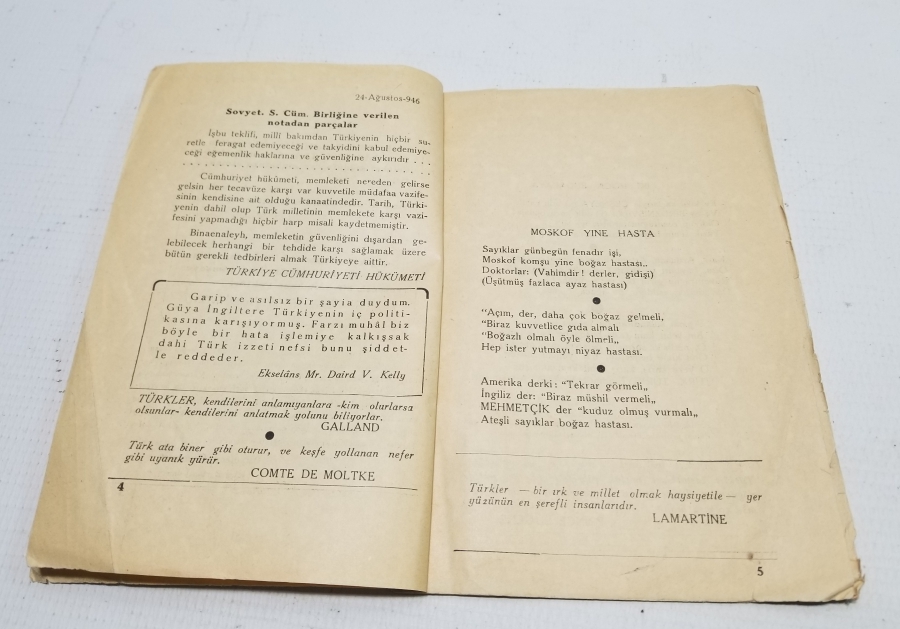 24-Ağustos-946
Sovyet. S. Cüm. Birliğine verilen
notadan parçalar
İşbu teklifi, milli bakımdan Türkiyenin hiçbir su-
retle feragat edemiyeceği ve takyidini kabul edemiye-
ceği egemenlik haklarına ve güvenliğine aykırıdır . . .
. . . . . . . . . . . . . . . . . . . . . . . . . . . . . .
Cümhuriyet hükûmeti, memleketi nereden gelirse
gelsin her tecavüze karşı var kuvvetile müdafaa vazife-
sinin kendisine ait olduğu kanaatindedir. Tarih, Türki-
yenin dahil olup Türk milletinin memlekete karşı vazi-
fesini yapmadığı hiçbir harp misali kaydetmemiştir.
Binaenaleyh, memleketin güvenliğini dışardan ge-
lebilecek herhangi bir tehdide karşı sağlamak üzere
bütün gerekli tedbirleri almak Türkiyeye aittir.
TÜRKİYE CÜMHURİYETİ HÜKÛMETİ
Garip ve asılsız bir şayia duydum.
Güya İngiltere Türkiyenin iç politi-
kasına karışıyormuş. Farzı muhâl biz
böyle bir hata işlemiye kalkışsak
dahi Türk izzeti nefsi bunu şiddet-
le reddeder.
Ekselâns Mr. Daird V. Kelly
TÜRKLER, kendilerini anlamıyanlara -kim olurlarsa
olsunlar- kendilerini anlatmak yolunu biliyorlar.
GALLAND
●
Türk ata biner gibi oturur, ve keşfe yollanan nefer
gibi uyanık yürür.
COMTE DE MOLTKE
4
MOSKOF YINE HASTA
Sayıklar günbegün fenadır işi,
Moskof komşu yine boğaz hastası,,
Doktorlar: (Vahimdir! derler, gidişi)
(Üşütmüş fazlaca ayaz hastası)
●
"Açım, der, daha çok boğaz gelmeli,
"Biraz kuvvetlice gıda almalı
"Boğazlı olmalı öyle ölmeli,,
Hep ister yutmayı niyaz hastası.
●
Amerika derki: "Tekrar görmeli,,
İngiliz der: "Biraz müshil vermeli,,
MEHMETÇİK der "kuduz olmuş vurmalı,,
Ateşli sayıklar boğaz hastası.
Türkler — bir ırk ve millet olmak haysiyetile — yer
yüzünün en şerefli insanlarıdır.
LAMARTİNE
5